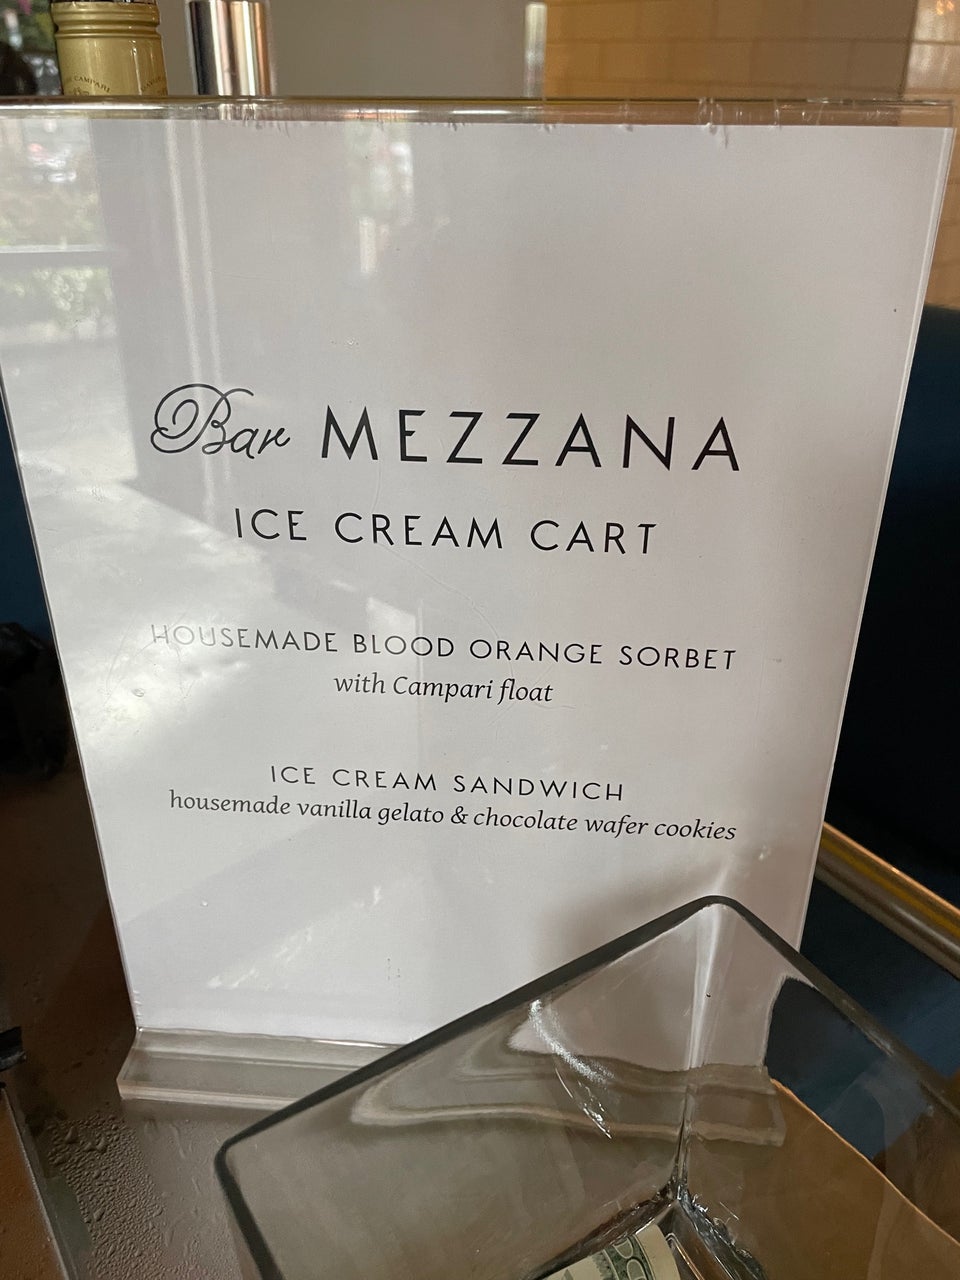 CAMPARI
Bar MEZZANA
ICE CREAM CART
HOUSEMADE BLOOD ORANGE SORBET
with Campari float
ICE CREAM SANDWICH
housemade vanilla gelato & chocolate wafer cookies